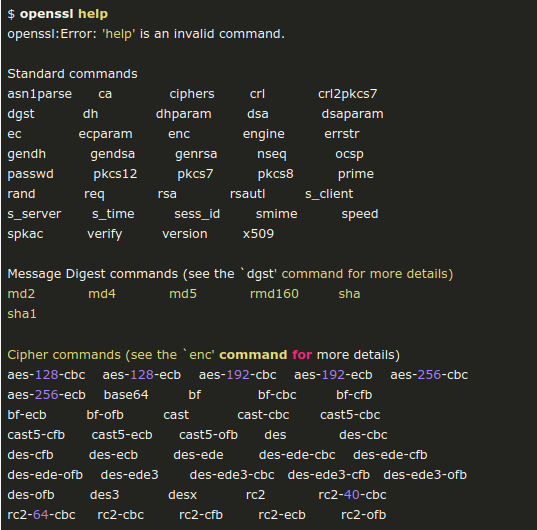 $ openssl help
openssl:Error: 'help' is an invalid command.
Standard commands
asn1parse ca ciphers crl crl2pkcs7
dgst dh dhparam dsa dsaparam
ec ecparam enc engine errstr
gendh gendsa genrsa nseq ocsp
passwd pkcs12 pkcs7 pkcs8 prime
rand req rsa rsautl s_client
s_server s_time sess_id smime speed
spkac verify version x509
Message Digest commands (see the `dgst' command for more details)
md2 md4 md5 rmd160 sha
sha1
Cipher commands (see the `enc' command for more details)
aes-128-cbc aes-128-ecb aes-192-cbc aes-192-ecb aes-256-cbc
aes-256-ecb base64 bf bf-cbc bf-cfb
bf-ecb bf-ofb cast cast-cbc cast5-cbc
cast5-cfb cast5-ecb cast5-ofb des des-cbc
des-cfb des-ecb des-ede des-ede-cbc des-ede-cfb
des-ede-ofb des-ede3 des-ede3-cbc des-ede3-cfb des-ede3-ofb
des-ofb des3 desx rc2 rc2-40-cbc
rc2-64-cbc rc2-cbc rc2-cfb rc2-ecb rc2-ofb